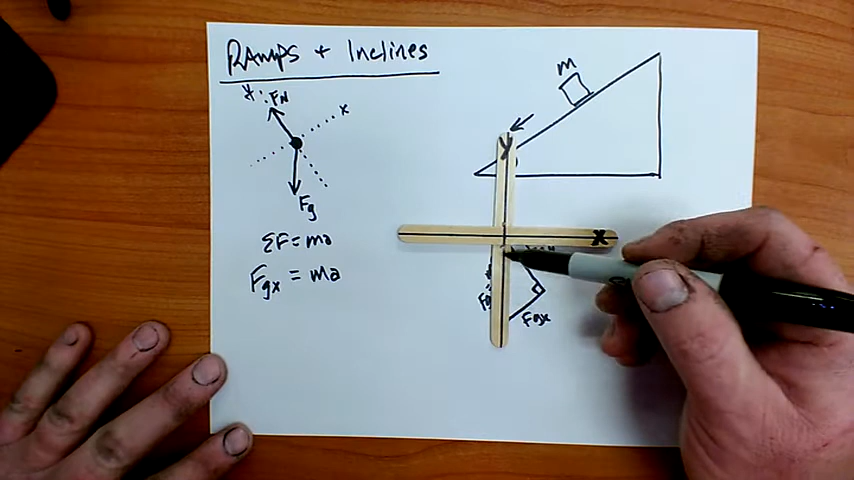 RAMPS + Inclines
m
y
FN
x
Fg
ΣF = ma
Fgx = ma
Y
X
Fgx